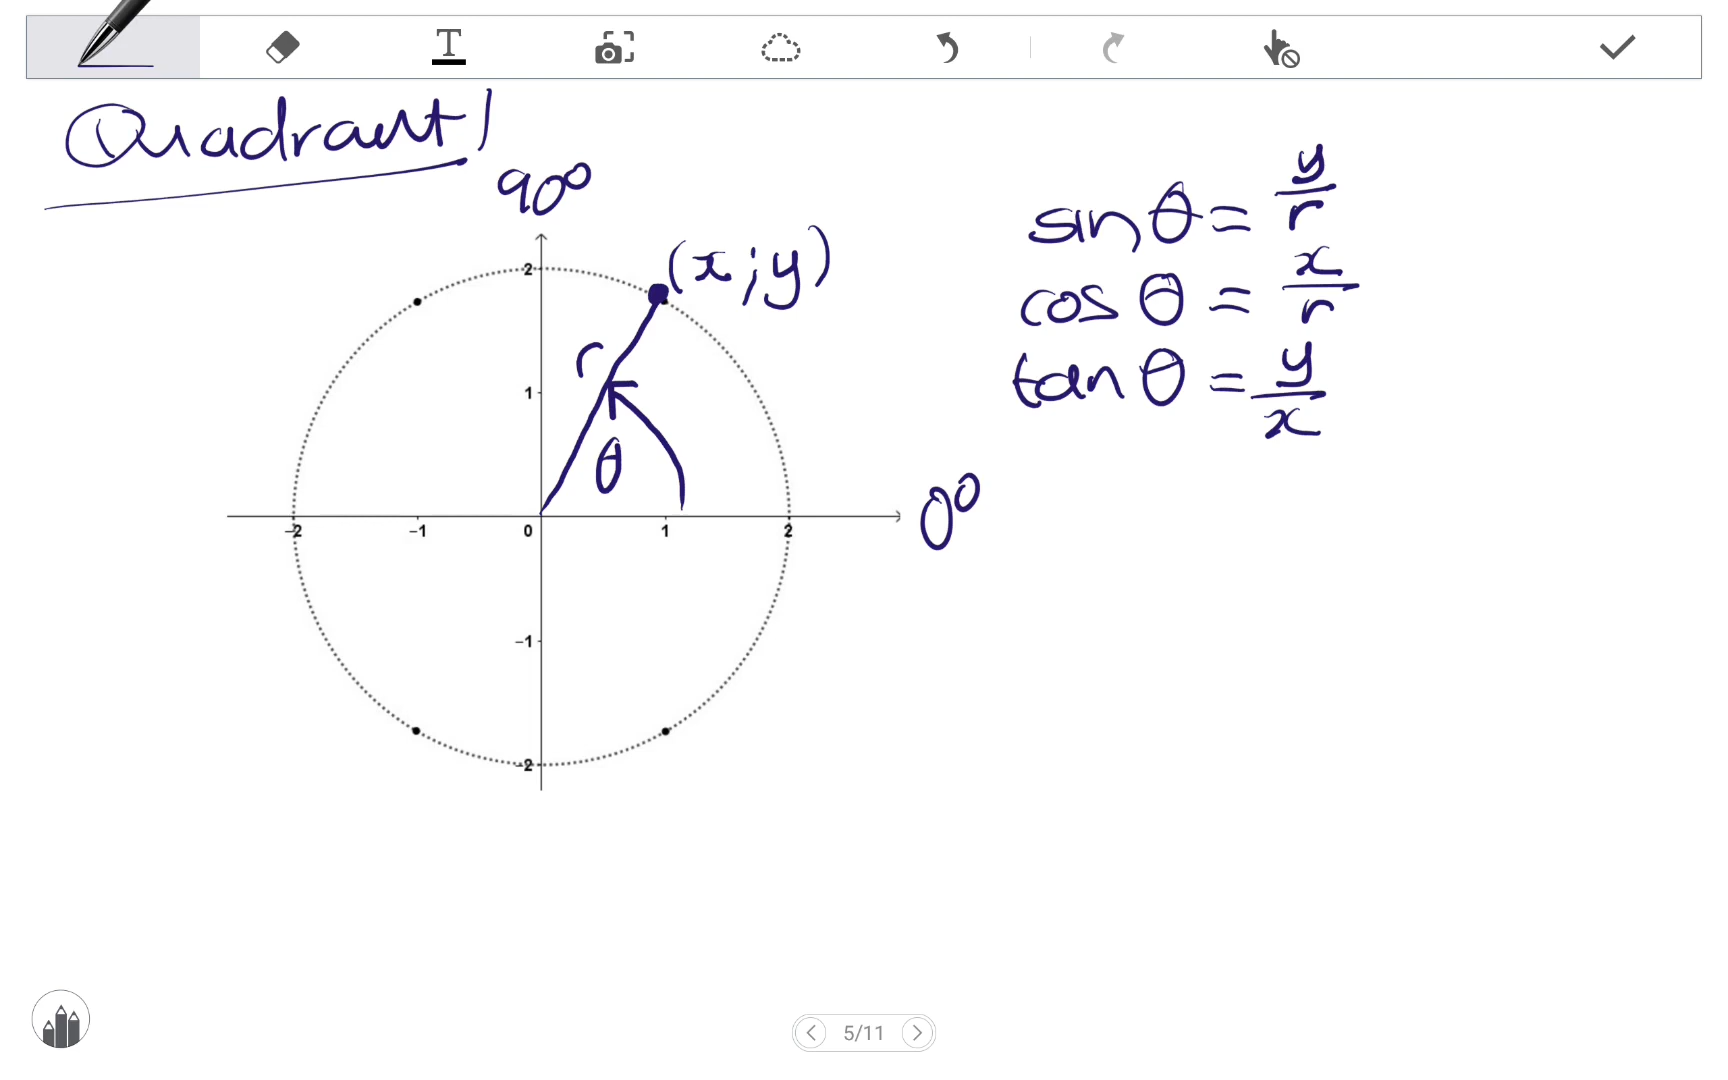 T
Quadrant 1
90°
(x;y)
sin θ = y/r
cos θ = x/r
tan θ = y/x
2
r
1
θ
0°
-2 -1 0 1 2
-1
-2
5/11